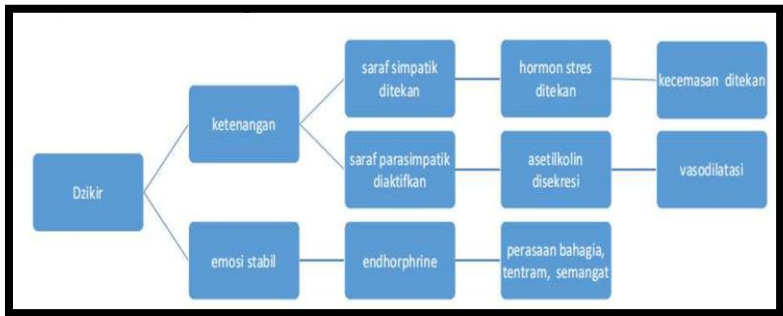 saraf simpatik
ditekan
hormon stres
ditekan
kecemasan ditekan
ketenangan
saraf parasimpatik
diaktifkan
asetilkolin
disekresi
vasodilatasi
Dzikir
emosi stabil
endhorphrine
perasaan bahagia,
tentram, semangat